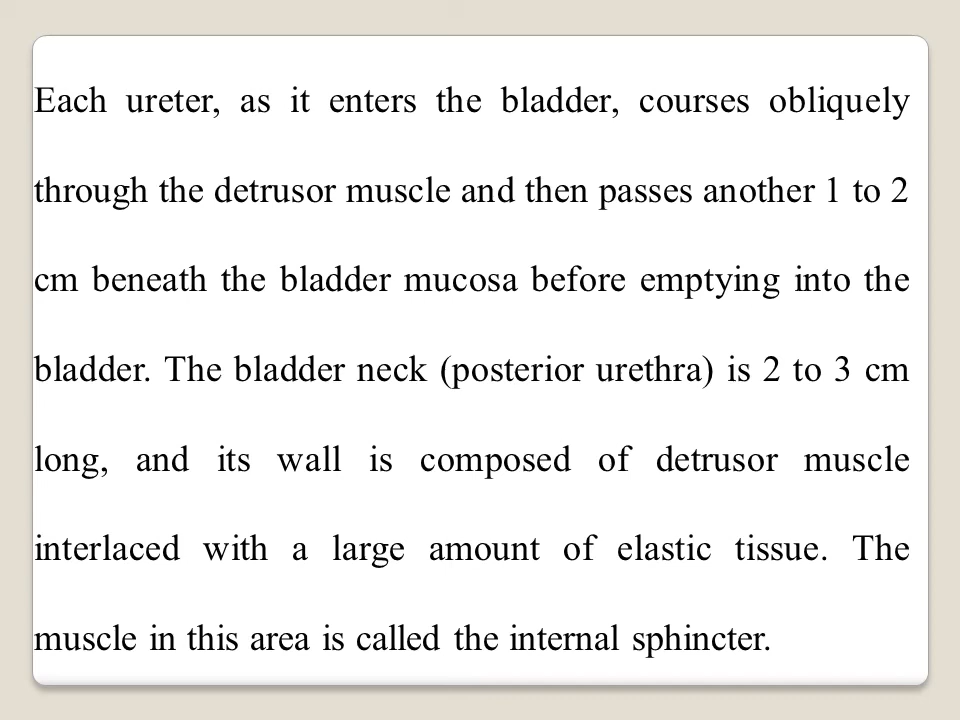 Each ureter, as it enters the bladder, courses obliquely
through the detrusor muscle and then passes another 1 to 2
cm beneath the bladder mucosa before emptying into the
bladder. The bladder neck (posterior urethra) is 2 to 3 cm
long, and its wall is composed of detrusor muscle
interlaced with a large amount of elastic tissue. The
muscle in this area is called the internal sphincter.